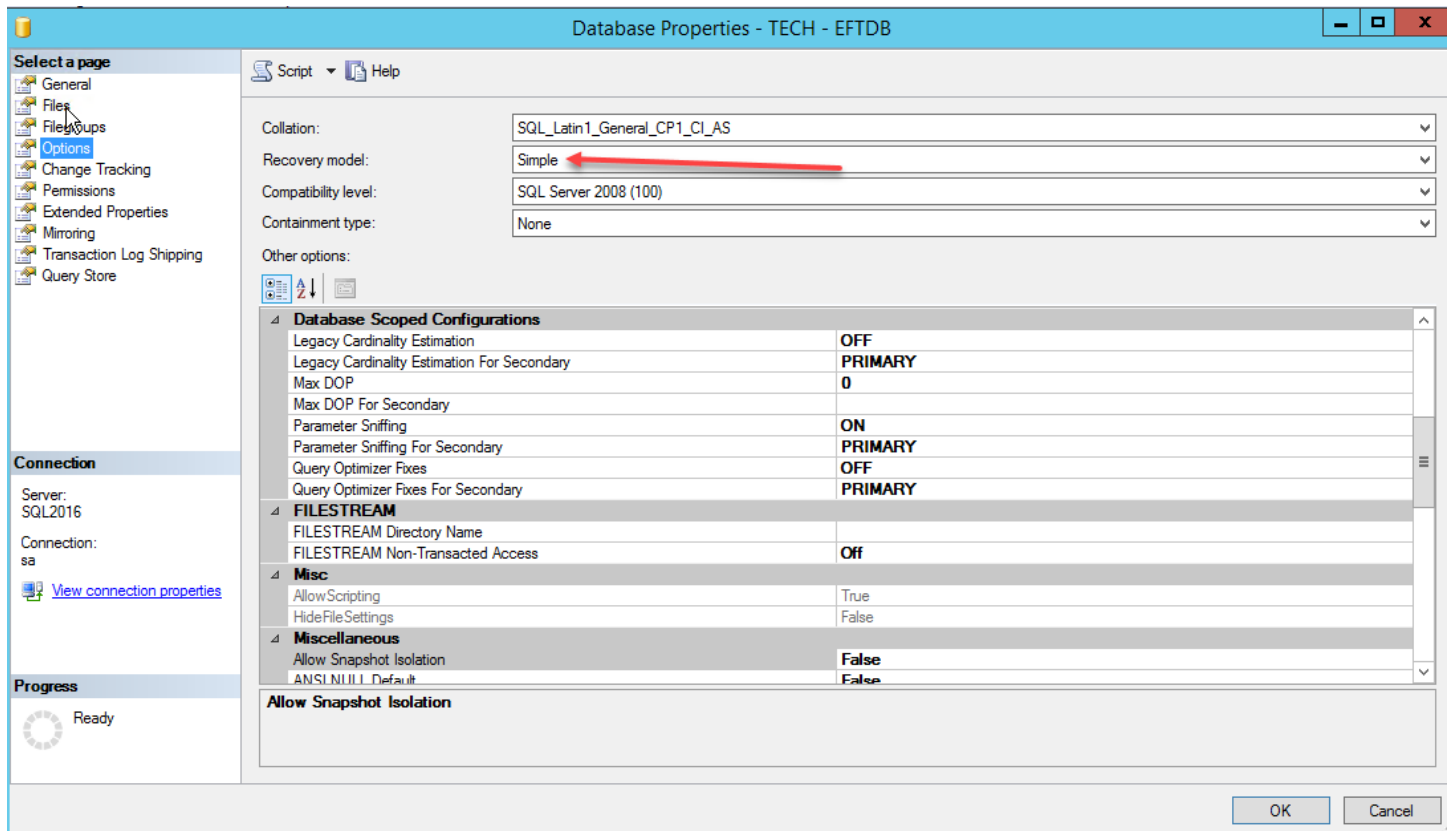 Database Properties - TECH - EFTDB
Select a page
General
Files
Filegroups
Options
Change Tracking
Permissions
Extended Properties
Mirroring
Transaction Log Shipping
Query Store
Connection
Server:
SQL2016
Connection:
sa
View connection properties
Progress
Ready
Script Help
Collation: SQL_Latin1_General_CP1_CI_AS
Recovery model: Simple
Compatibility level: SQL Server 2008 (100)
Containment type: None
Other options:
Database Scoped Configurations
Legacy Cardinality Estimation OFF
Legacy Cardinality Estimation For Secondary PRIMARY
Max DOP 0
Max DOP For Secondary
Parameter Sniffing ON
Parameter Sniffing For Secondary PRIMARY
Query Optimizer Fixes OFF
Query Optimizer Fixes For Secondary PRIMARY
FILESTREAM
FILESTREAM Directory Name
FILESTREAM Non-Transacted Access Off
Misc
AllowScripting True
HideFileSettings False
Miscellaneous
Allow Snapshot Isolation False
ANSI NULL Default False
Allow Snapshot Isolation
OK Cancel